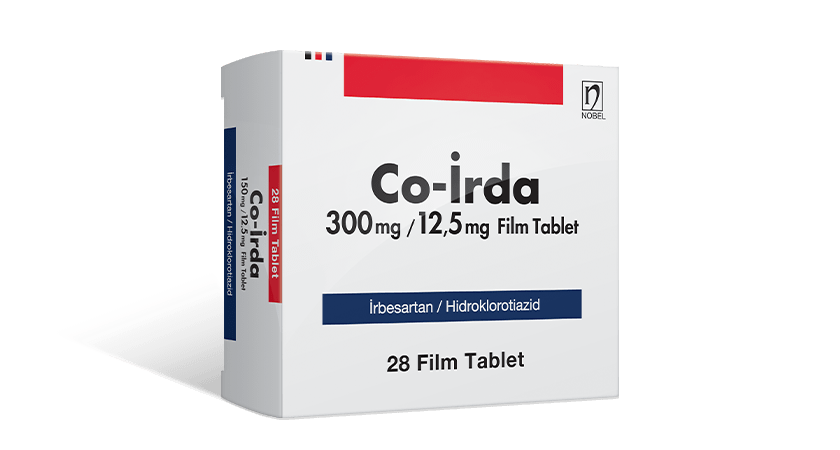 NOBEL
Co-İrda
300 mg / 12,5 mg Film Tablet
İrbesartan / Hidroklorotiazid
28 Film Tablet
28 Film Tablet
Co-İrda
150 mg / 12,5 mg Film Tablet
İrbesartan / Hidroklorotiazid